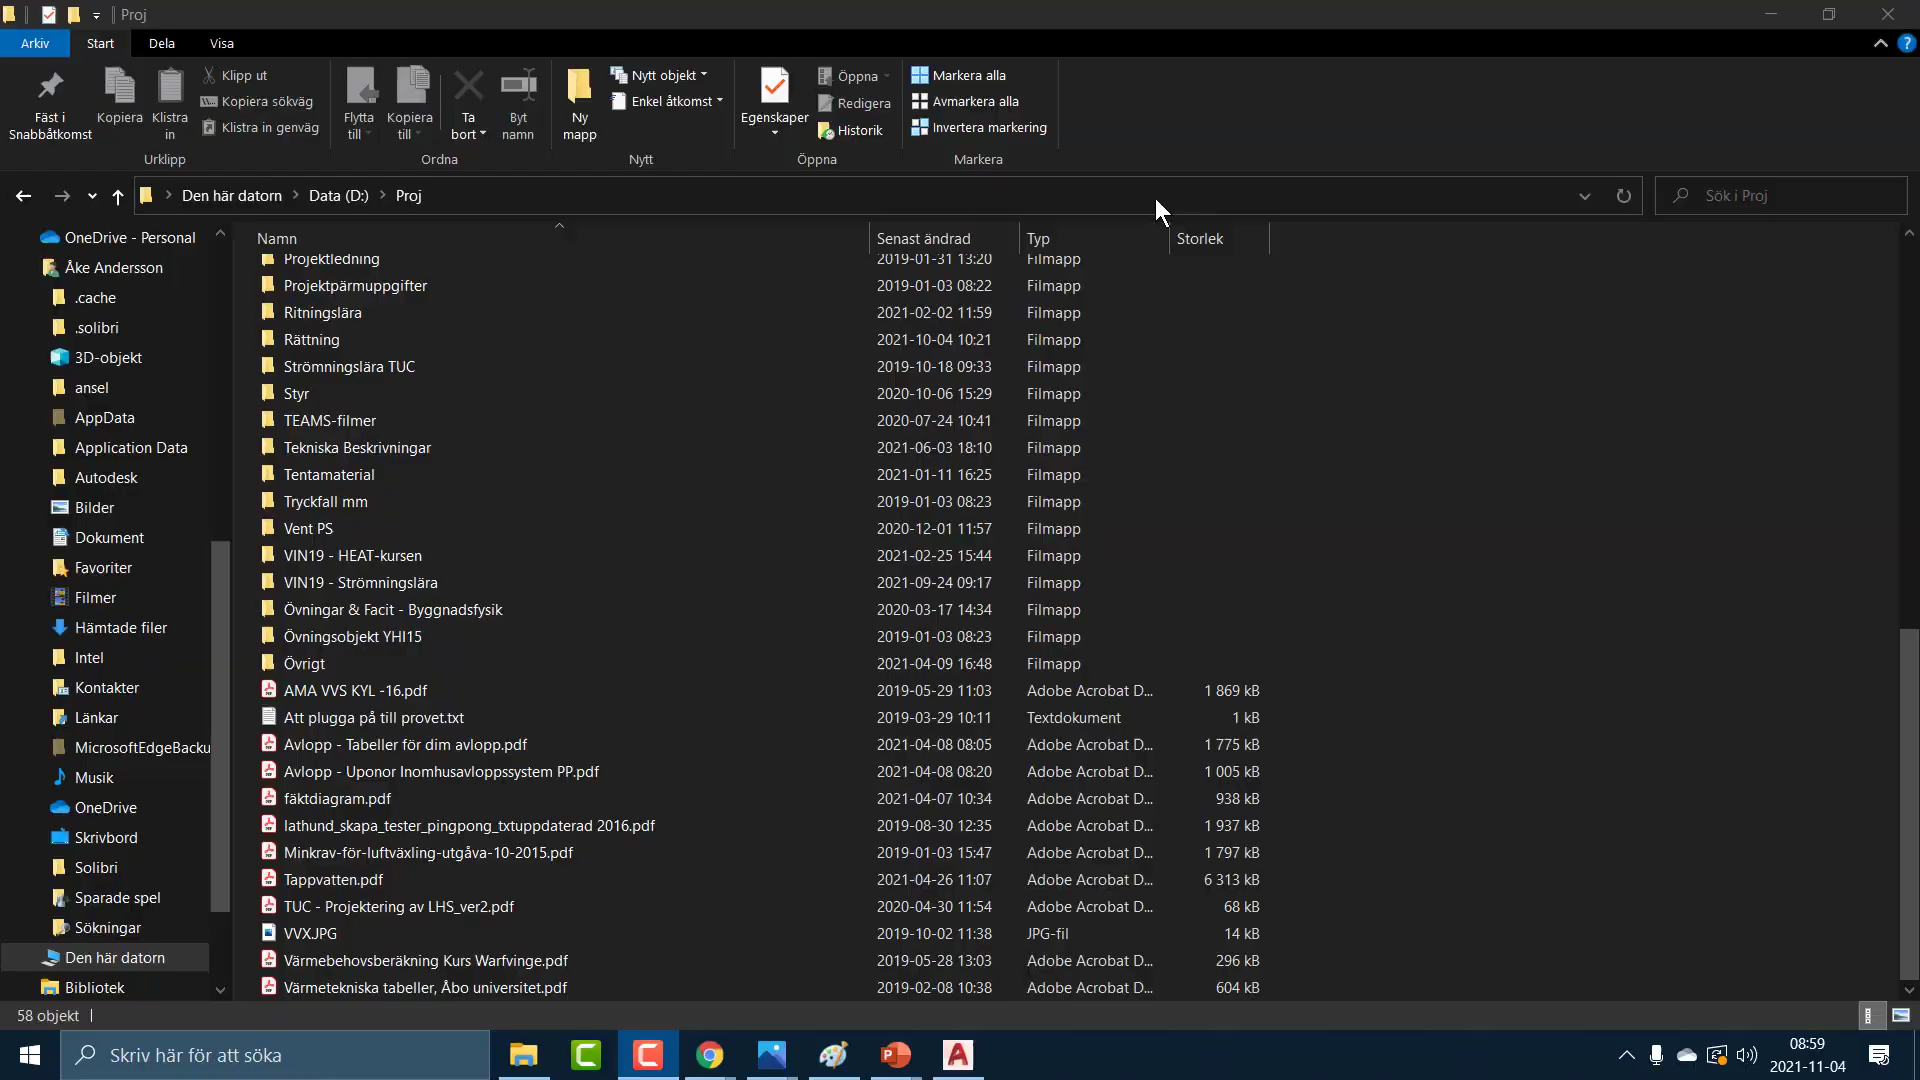 Proj
Arkiv Start Dela Visa
Fäst i Snabbåtkomst
Kopiera
Klistra in
Klipp ut
Kopiera sökväg
Klistra in genväg
Urklipp
Flytta till
Kopiera till
Ta bort
Byt namn
Ordna
Ny mapp
Nytt objekt
Enkel åtkomst
Nytt
Egenskaper
Öppna
Redigera
Historik
Öppna
Markera alla
Avmarkera alla
Invertera markering
Markera
Den här datorn > Data (D:) > Proj
Sök i Proj
OneDrive - Personal
Åke Andersson
.cache
.solibri
3D-objekt
ansel
AppData
Application Data
Autodesk
Bilder
Dokument
Favoriter
Filmer
Hämtade filer
Intel
Kontakter
Länkar
MicrosoftEdgeBacku
Musik
OneDrive
Skrivbord
Solibri
Sparade spel
Sökningar
Den här datorn
Bibliotek
Namn Senast ändrad Typ Storlek
Projektledning 2019-01-31 13:20 Filmapp
Projektpärmuppgifter 2019-01-03 08:22 Filmapp
Ritningslära 2021-02-02 11:59 Filmapp
Rättning 2021-10-04 10:21 Filmapp
Strömningslära TUC 2019-10-18 09:33 Filmapp
Styr 2020-10-06 15:29 Filmapp
TEAMS-filmer 2020-07-24 10:41 Filmapp
Tekniska Beskrivningar 2021-06-03 18:10 Filmapp
Tentamaterial 2021-01-11 16:25 Filmapp
Tryckfall mm 2019-01-03 08:23 Filmapp
Vent PS 2020-12-01 11:57 Filmapp
VIN19 - HEAT-kursen 2021-02-25 15:44 Filmapp
VIN19 - Strömningslära 2021-09-24 09:17 Filmapp
Övningar & Facit - Byggnadsfysik 2020-03-17 14:34 Filmapp
Övningsobjekt YHI15 2019-01-03 08:23 Filmapp
Övrigt 2021-04-09 16:48 Filmapp
AMA VVS KYL -16.pdf 2019-05-29 11:03 Adobe Acrobat D... 1 869 kB
Att plugga på till provet.txt 2019-03-29 10:11 Textdokument 1 kB
Avlopp - Tabeller för dim avlopp.pdf 2021-04-08 08:05 Adobe Acrobat D... 1 775 kB
Avlopp - Uponor Inomhusavloppssystem PP.pdf 2021-04-08 08:20 Adobe Acrobat D... 1 005 kB
fäktdiagram.pdf 2021-04-07 10:34 Adobe Acrobat D... 938 kB
lathund_skapa_tester_pingpong_txtuppdaterad 2016.pdf 2019-08-30 12:35 Adobe Acrobat D... 1 937 kB
Minkrav-för-luftväxling-utgåva-10-2015.pdf 2019-01-03 15:47 Adobe Acrobat D... 1 797 kB
Tappvatten.pdf 2021-04-26 11:07 Adobe Acrobat D... 6 313 kB
TUC - Projektering av LHS_ver2.pdf 2020-04-30 11:54 Adobe Acrobat D... 68 kB
VVX.JPG 2019-10-02 11:38 JPG-fil 14 kB
Värmebehovsberäkning Kurs Warfvinge.pdf 2019-05-28 13:03 Adobe Acrobat D... 296 kB
Värmetekniska tabeller, Åbo universitet.pdf 2019-02-08 10:38 Adobe Acrobat D... 604 kB
58 objekt
Skriv här för att söka
08:59
2021-11-04